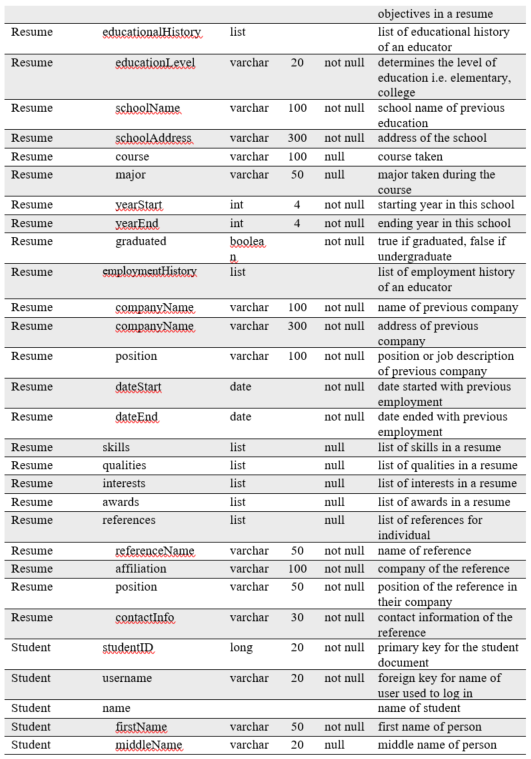 objectives in a resume
Resume educationalHistory list list of educational history
of an educator
Resume educationLevel varchar 20 not null determines the level of
education i.e. elementary,
college
Resume schoolName varchar 100 not null school name of previous
education
Resume schoolAddress varchar 300 not null address of the school
Resume course varchar 100 null course taken
Resume major varchar 50 null major taken during the
course
Resume yearStart int 4 not null starting year in this school
Resume yearEnd int 4 not null ending year in this school
Resume graduated boolea not null true if graduated, false if
n undergraduate
Resume employmentHistory list list of employment history
of an educator
Resume companyName varchar 100 not null name of previous company
Resume companyName varchar 300 not null address of previous
company
Resume position varchar 100 not null position or job description
of previous company
Resume dateStart date not null date started with previous
employment
Resume dateEnd date not null date ended with previous
employment
Resume skills list null list of skills in a resume
Resume qualities list null list of qualities in a resume
Resume interests list null list of interests in a resume
Resume awards list null list of awards in a resume
Resume references list null list of references for
individual
Resume referenceName varchar 50 not null name of reference
Resume affiliation varchar 100 not null company of the reference
Resume position varchar 50 not null position of the reference in
their company
Resume contactInfo varchar 30 not null contact information of the
reference
Student studentID long 20 not null primary key for the student
document
Student username varchar 20 not null foreign key for name of
user used to log in
Student name name of student
Student firstName varchar 50 not null first name of person
Student middleName varchar 20 null middle name of person